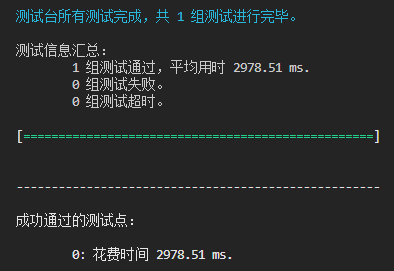 测试台所有测试完成，共 1 组测试进行完毕。
测试信息汇总：
1 组测试通过，平均用时 2978.51 ms.
0 组测试失败。
0 组测试超时。
[==================================================]
----------------------------------------------------
成功通过的测试点：
0: 花费时间 2978.51 ms.